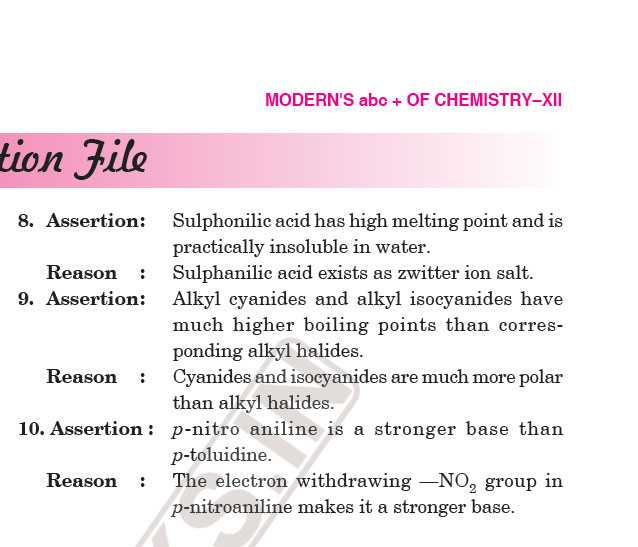 MODERN'S abc + OF CHEMISTRY–XII
tion File
8. Assertion: Sulphonilic acid has high melting point and is
practically insoluble in water.
Reason : Sulphanilic acid exists as zwitter ion salt.
9. Assertion: Alkyl cyanides and alkyl isocyanides have
much higher boiling points than corres-
ponding alkyl halides.
Reason : Cyanides and isocyanides are much more polar
than alkyl halides.
10. Assertion : p-nitro aniline is a stronger base than
p-toluidine.
Reason : The electron withdrawing —NO₂ group in
p-nitroaniline makes it a stronger base.